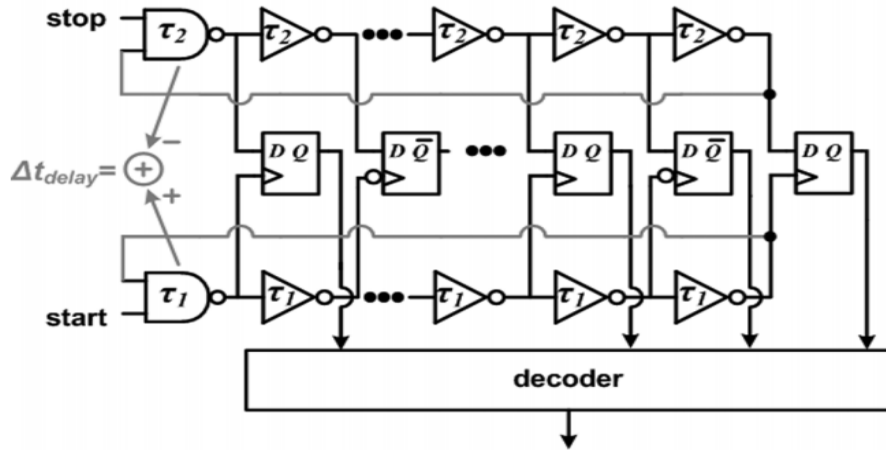 stop
τ2 τ2 τ2 τ2 τ2
−
D Q D Q̅ D Q D Q̅ D Q
Δtdelay= +
+
τ1 τ1 τ1 τ1 τ1
start
decoder